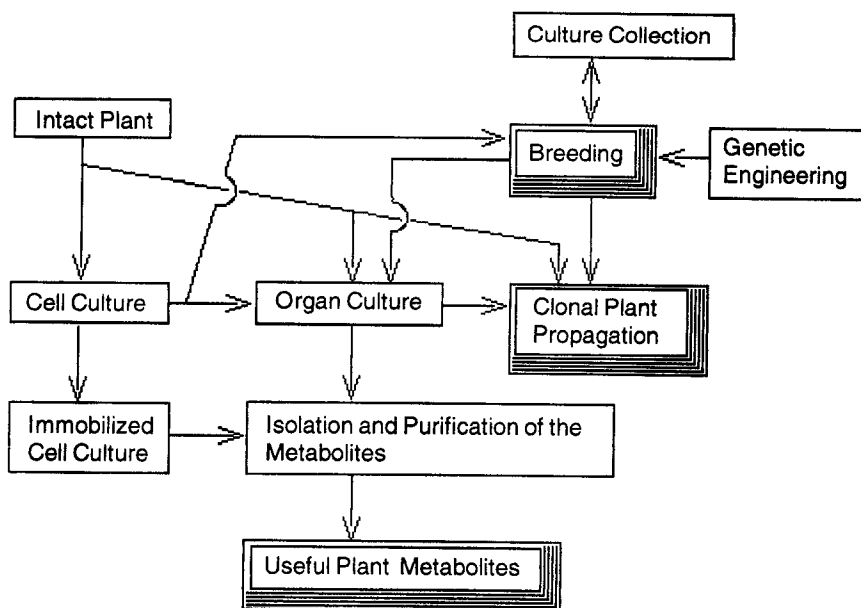 Culture Collection
Intact Plant
Breeding
Genetic
Engineering
Cell Culture
Organ Culture
Clonal Plant
Propagation
Immobilized
Cell Culture
Isolation and Purification of the
Metabolites
Useful Plant Metabolites